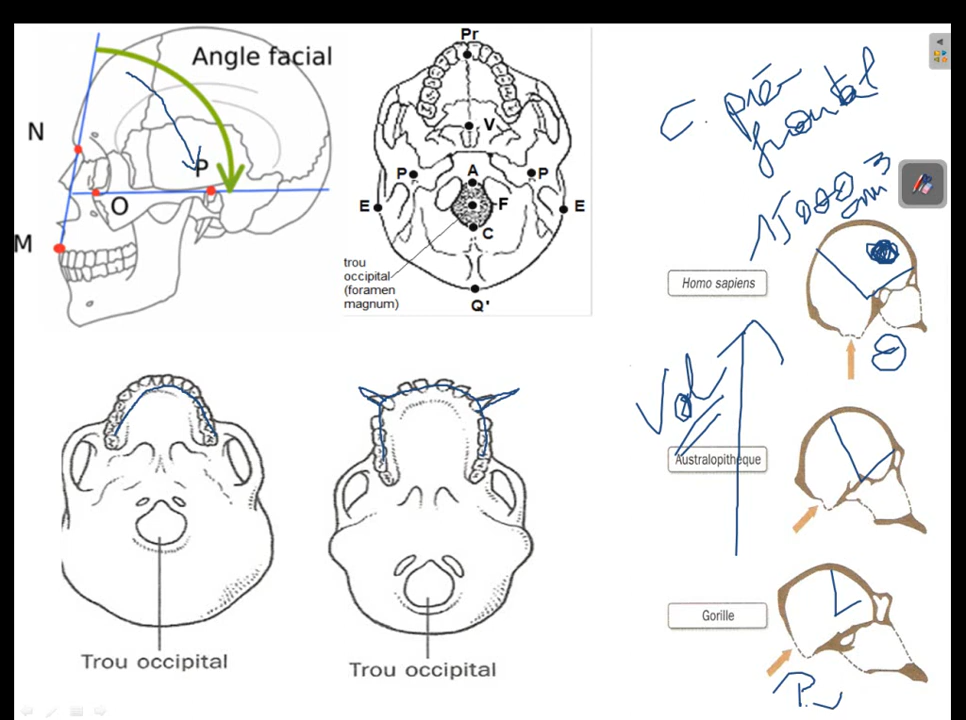 Angle facial
N
P
O
M
Pr
V
P
A
P
E
F
E
C
trou
occipital
(foramen
magnum)
Q'
C. pré
frontal
1500
Homo sapiens
Vol
Australopithèque
Gorille
Trou occipital
Trou occipital